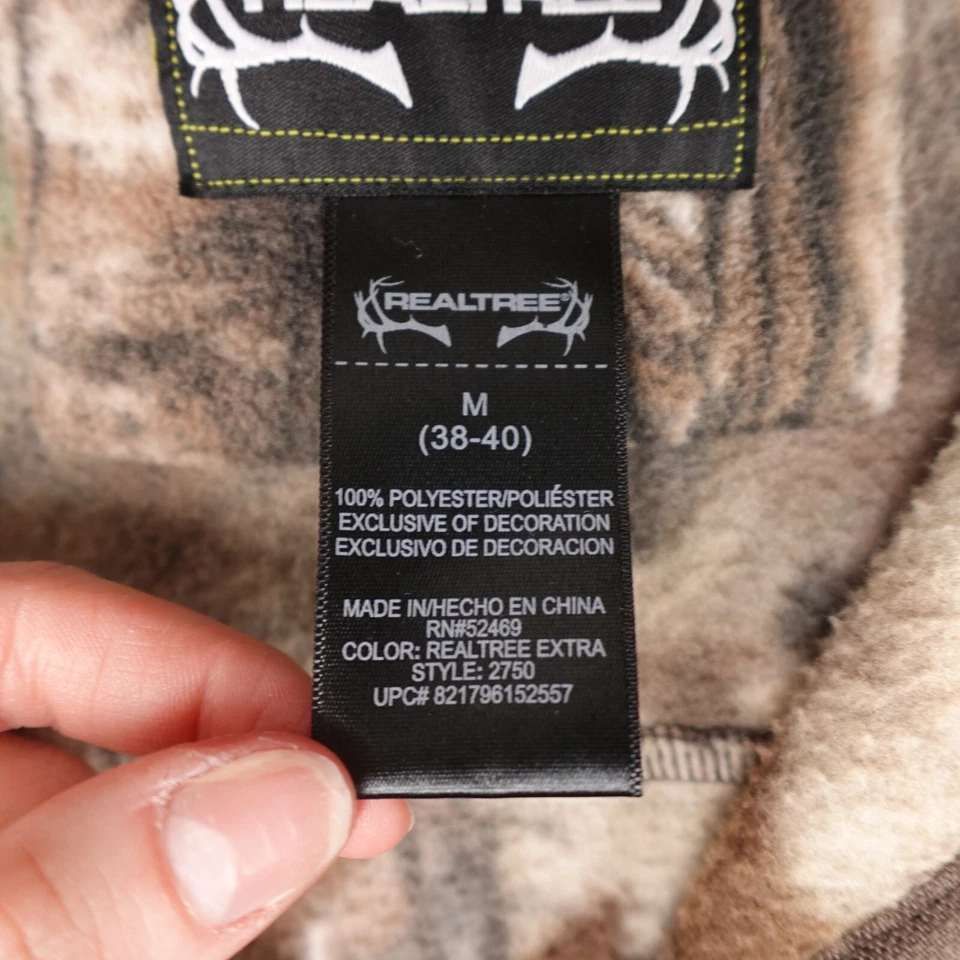 REALTREE
REALTREE®
M
(38-40)
100% POLYESTER/POLIÉSTER
EXCLUSIVE OF DECORATION
EXCLUSIVO DE DECORACION
MADE IN/HECHO EN CHINA
RN#52469
COLOR: REALTREE EXTRA
STYLE: 2750
UPC# 821796152557